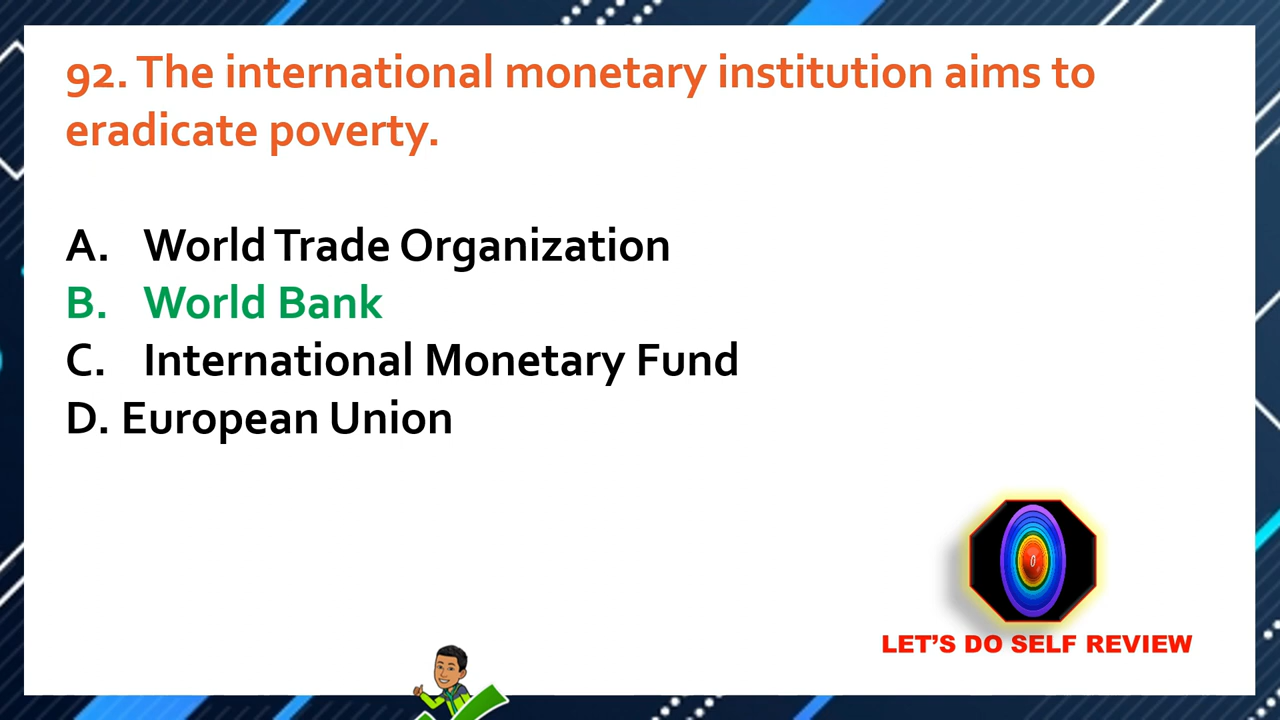 92. The international monetary institution aims to
eradicate poverty.
A. World Trade Organization
B. World Bank
C. International Monetary Fund
D. European Union
0
LET'S DO SELF REVIEW